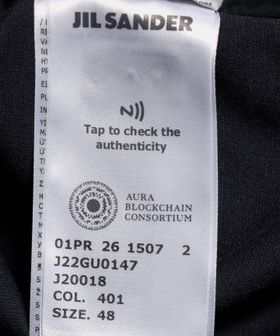 JIL SANDER
Tap to check the
authenticity
AURA
BLOCKCHAIN
CONSORTIUM
01PR 26 1507 2
J22GU0147
J20018
COL. 401
SIZE. 48